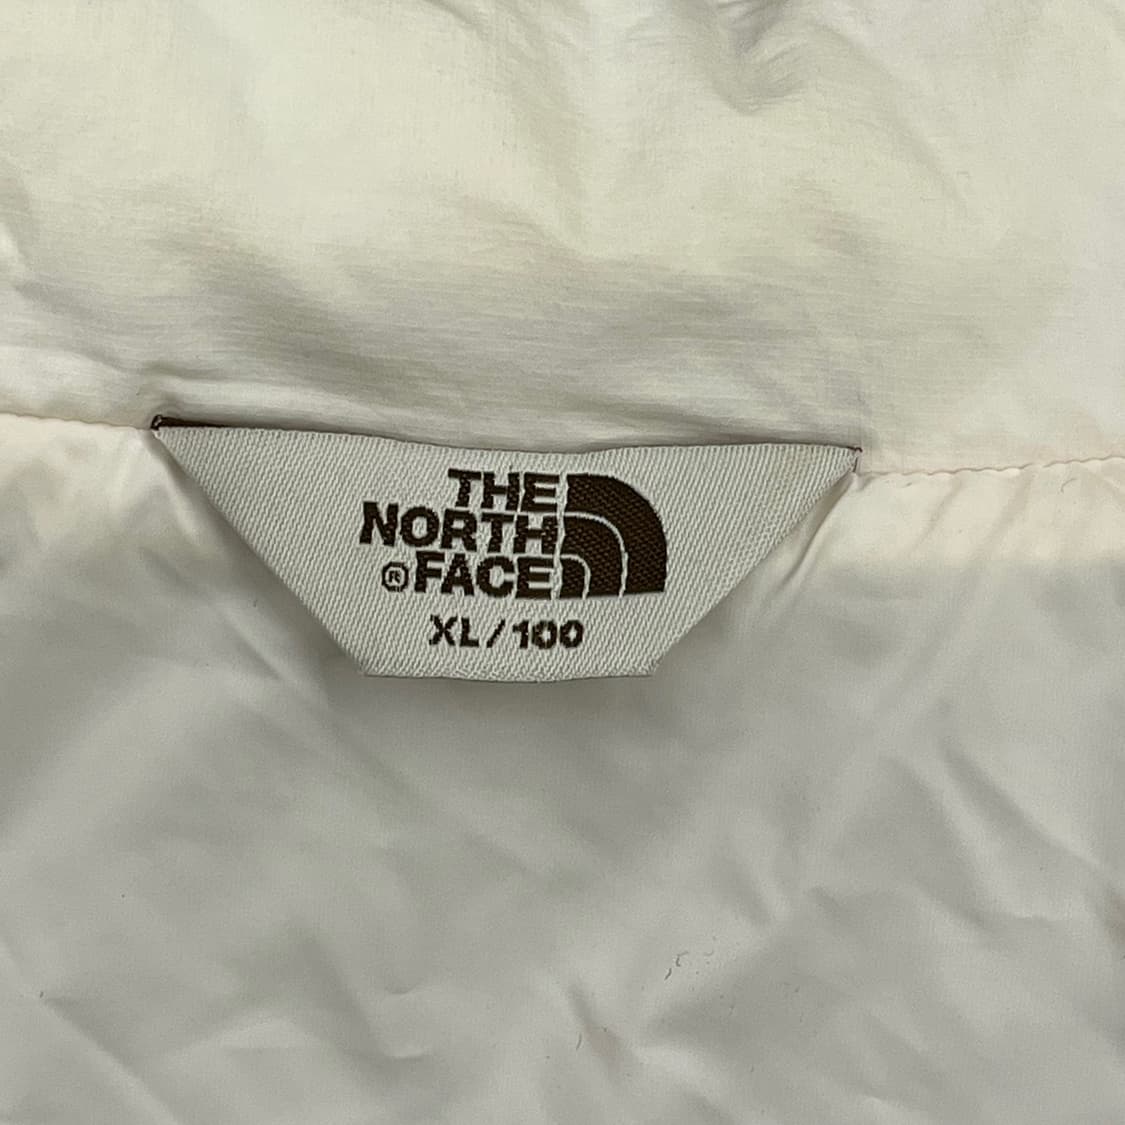 THE
NORTH
®FACE
XL/100